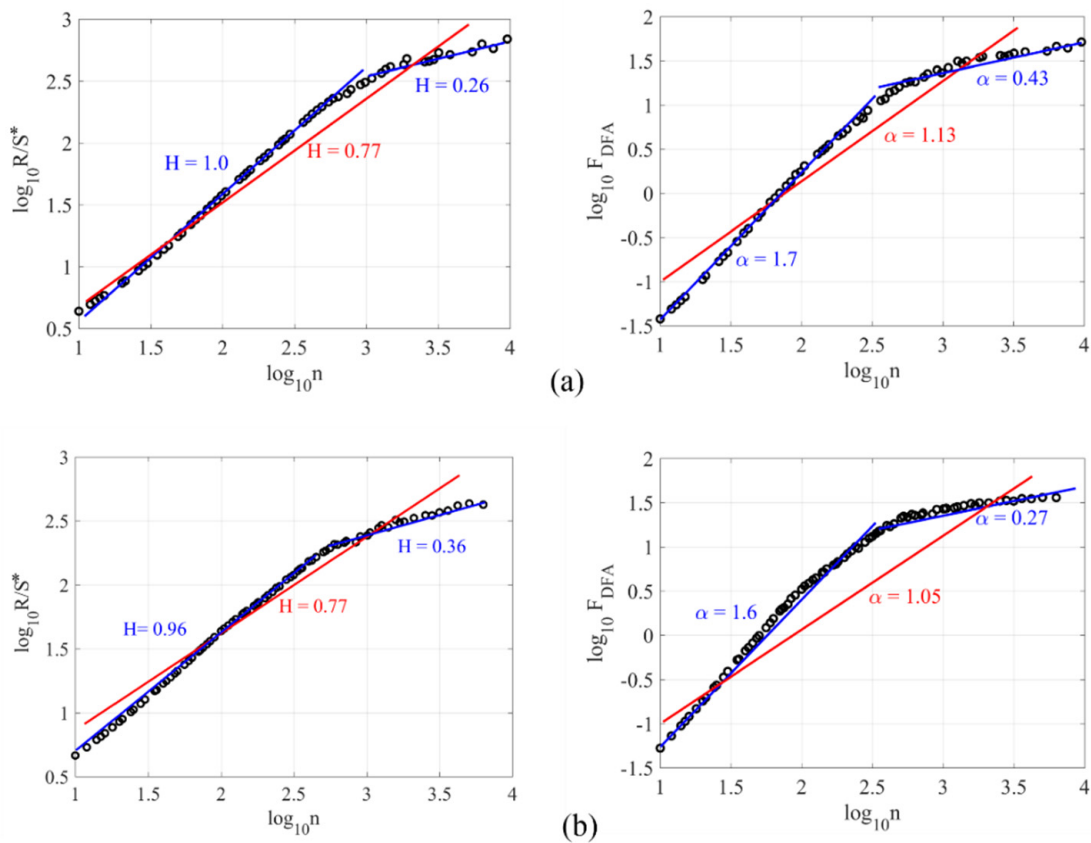 3
2.5
2
1.5
1
0.5
1
1.5
2
2.5
3
3.5
4
log₁₀R/S*
log₁₀n
H = 1.0
H = 0.77
H = 0.26
2
1.5
1
0.5
0
-0.5
-1
-1.5
1
1.5
2
2.5
3
3.5
4
log₁₀ F_DFA
log₁₀n
α = 0.43
α = 1.13
α = 1.7
(a)
3
2.5
2
1.5
1
0.5
1
1.5
2
2.5
3
3.5
4
log₁₀R/S*
log₁₀n
H= 0.96
H = 0.77
H = 0.36
2
1.5
1
0.5
0
-0.5
-1
-1.5
1
1.5
2
2.5
3
3.5
4
log₁₀ F_DFA
log₁₀n
α = 0.27
α = 1.6
α = 1.05
(b)